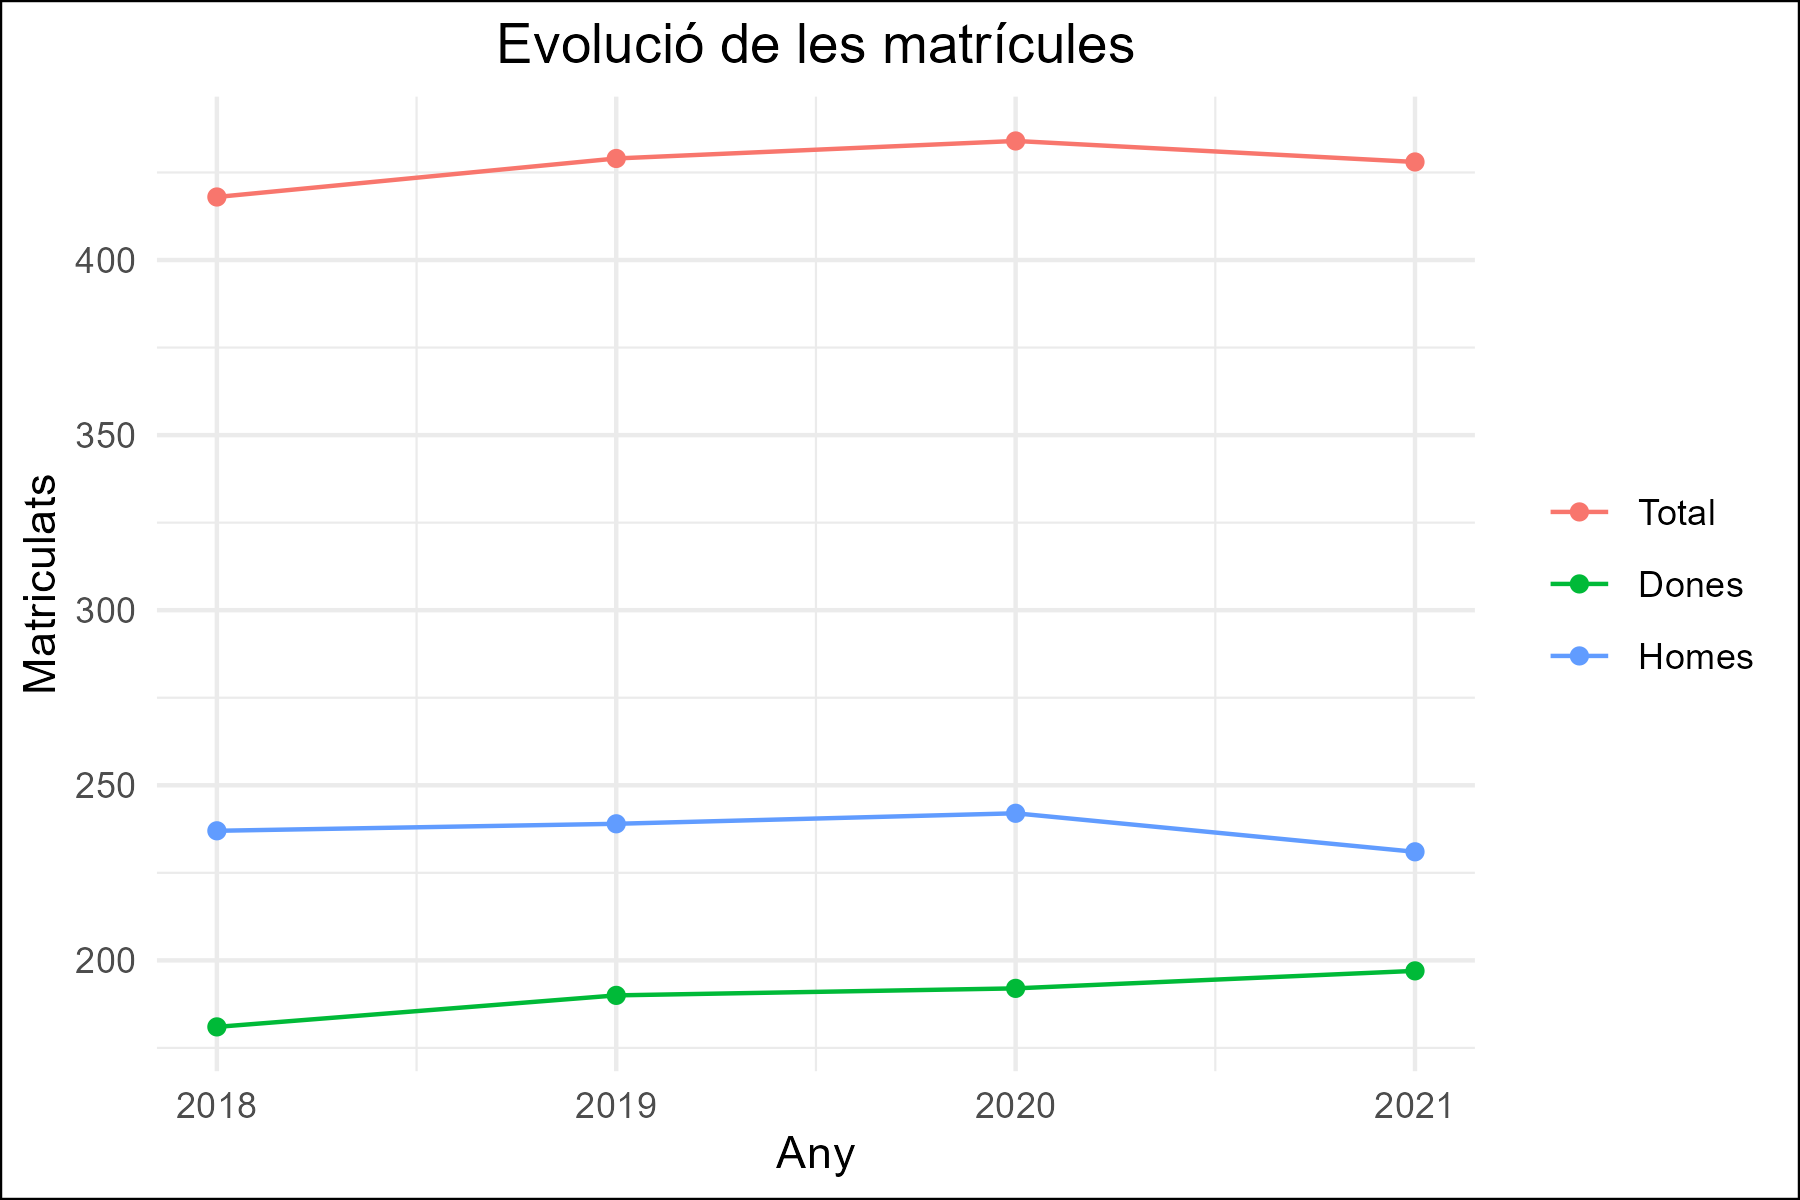 Evolució de les matrícules
Matriculats
400
350
300
250
200
2018 2019 2020 2021
Any
Total
Dones
Homes